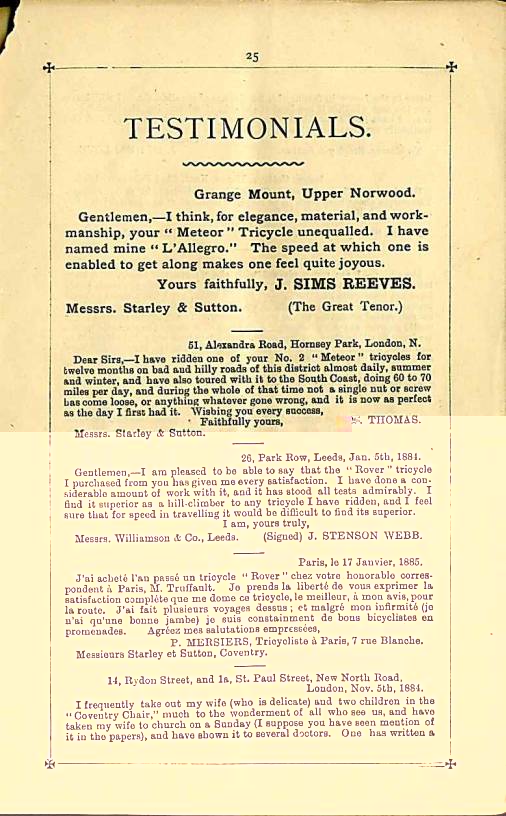 25
TESTIMONIALS.
Grange Mount, Upper Norwood.
Gentlemen,—I think, for elegance, material, and work-
manship, your “ Meteor ” Tricycle unequalled. I have
named mine “ L’Allegro.” The speed at which one is
enabled to get along makes one feel quite joyous.
Yours faithfully, J. SIMS REEVES.
Messrs. Starley & Sutton. (The Great Tenor.)
51, Alexandra Road, Hornsey Park, London, N.
Dear Sirs,—I have ridden one of your No. 2 “ Meteor ” tricycles for
twelve months on bad and hilly roads of this district almost daily, summer
and winter, and have also toured with it to the South Coast, doing 60 to 70
miles per day, and during the whole of that time not a single nut or screw
has come loose, or anything whatever gone wrong, and it is now as perfect
as the day I first had it. Wishing you every success,
Faithfully yours, THOMAS.
Messrs. Starley & Sutton.
26, Park Row, Leeds, Jan. 5th, 1884.
Gentlemen,—I am pleased to be able to say that the “ Rover ” tricycle
I purchased from you has given me every satisfaction. I have done a con-
siderable amount of work with it, and it has stood all tests admirably. I
find it superior as a hill-climber to any tricycle I have ridden, and I feel
sure that for speed in travelling it would be difficult to find its superior.
I am, yours truly,
Messrs. Williamson & Co., Leeds. (Signed) J. STENSON WEBB.
Paris, le 17 Janvier, 1885.
J’ai acheté l’an passé un tricycle “ Rover ” chez votre honorable corres-
pondent à Paris, M. Truffault. Je prends la liberté de vous exprimer la
satisfaction complète que me dome ce tricycle, le meilleur, à mon avis, pour
la route. J’ai fait plusieurs voyages dessus ; et malgré mon infirmité (je
n’ai qu’une bonne jambe) je suis constainment de bons bicyclistes en
promenades. Agréez mes salutations empressées,
P. MERSIERS, Tricycliste à Paris, 7 rue Blanche.
Messieurs Starley et Sutton, Coventry.
14, Rydon Street, and 1a, St. Paul Street, New North Road,
London, Nov. 5th, 1884.
I frequently take out my wife (who is delicate) and two children in the
“ Coventry Chair,” much to the wonderment of all who see us, and have
taken my wife to church on a Sunday (I suppose you have seen mention of
it in the papers), and have shown it to several doctors. One has written a